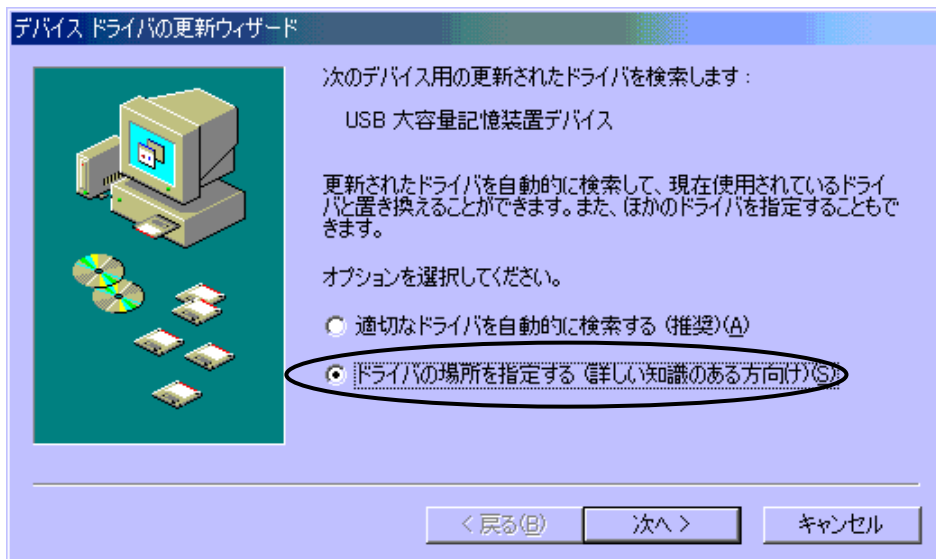 デバイス ドライバの更新ウィザード
次のデバイス用の更新されたドライバを検索します：
USB 大容量記憶装置デバイス
更新されたドライバを自動的に検索して、現在使用されているドライ
バと置き換えることができます。また、ほかのドライバを指定することもで
きます。
オプションを選択してください。
適切なドライバを自動的に検索する (推奨)(A)
ドライバの場所を指定する (詳しい知識のある方向け)(S)
< 戻る(B)
次へ >
キャンセル